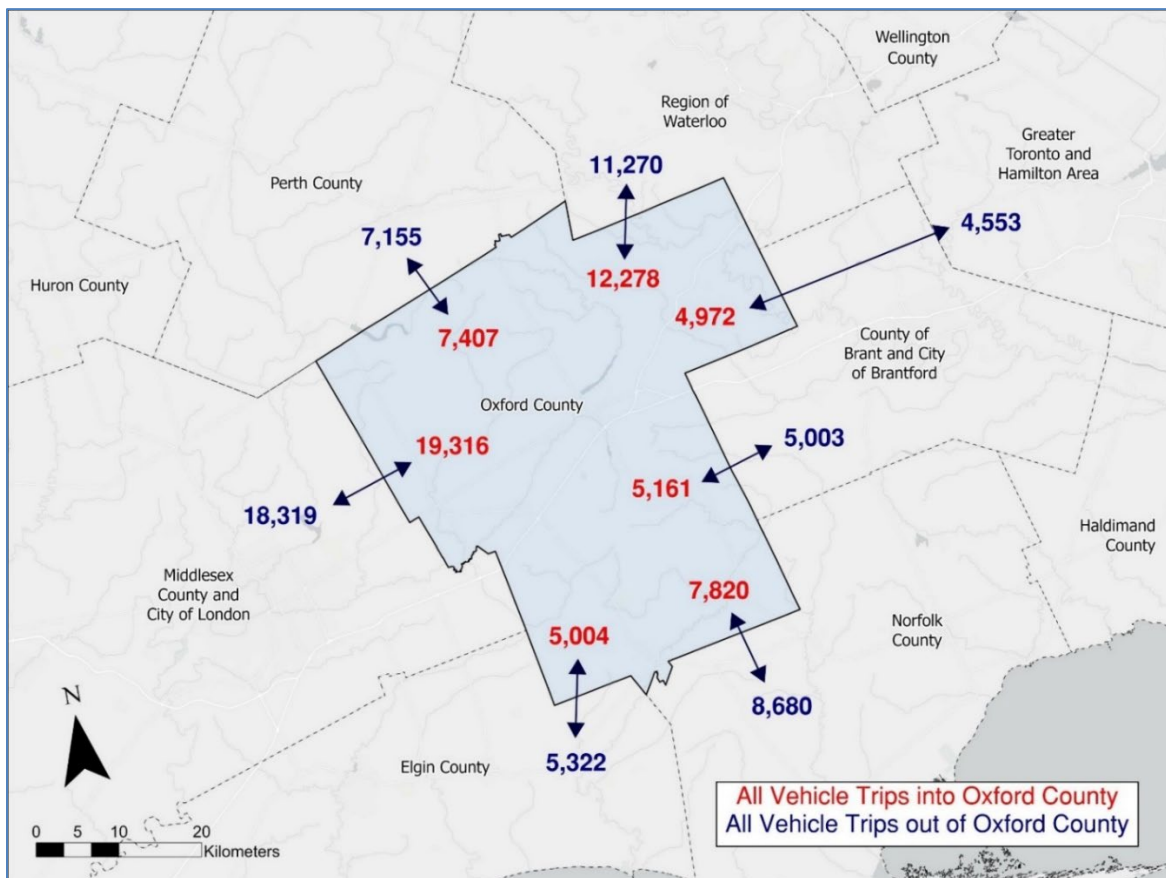 Wellington
County
Region of
Waterloo
Greater
Toronto and
Hamilton Area
11,270
Perth County
4,553
7,155
12,278
Huron County
4,972
7,407
County of
Brant and City
of Brantford
Oxford County
19,316
5,003
5,161
18,319
Haldimand
County
Middlesex
County and
City of London
7,820
Norfolk
County
5,004
N
8,680
5,322
Elgin County
All Vehicle Trips into Oxford County
All Vehicle Trips out of Oxford County
0 5 10 20
Kilometers